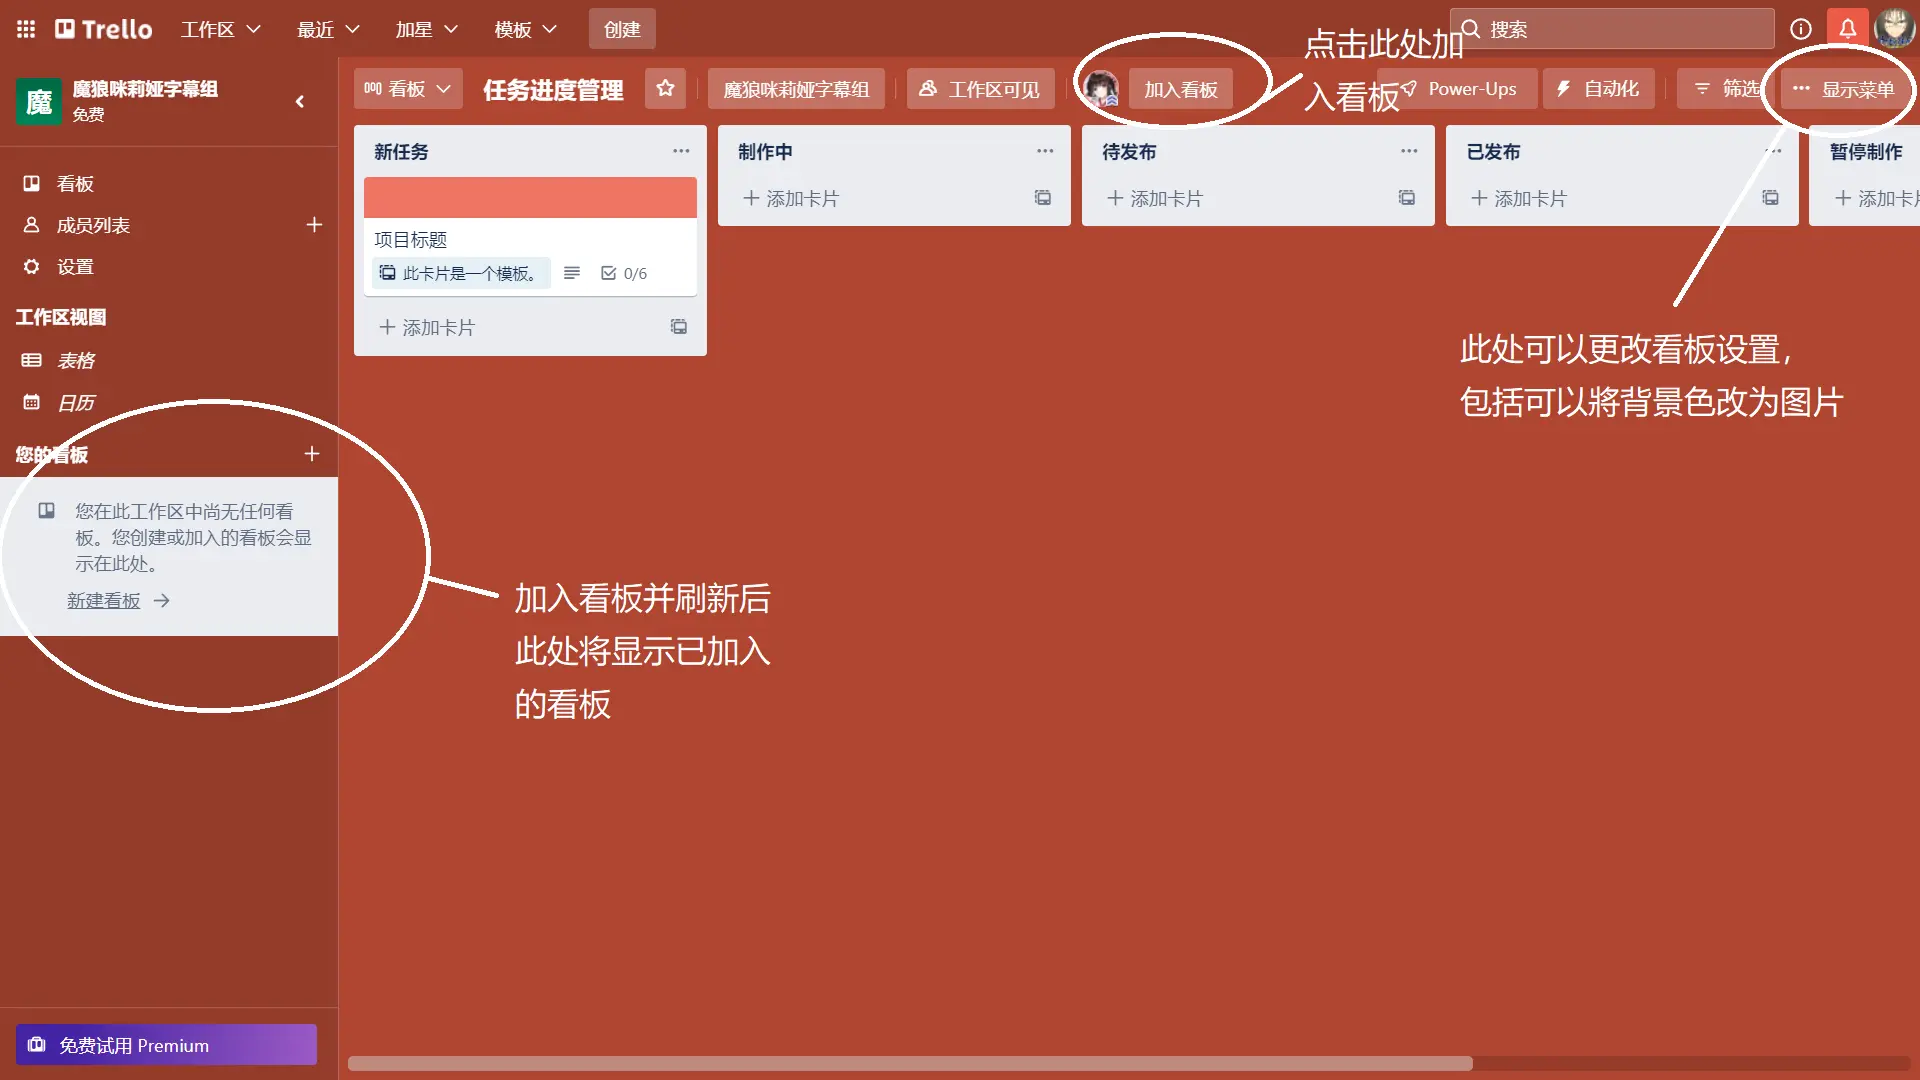 Trello 工作区 最近 加星 模板 创建 搜索
点击此处加
入看板
魔 魔狼咪莉娅字幕组
免费
看板 任务进度管理 魔狼咪莉娅字幕组 工作区可见 加入看板 Power-Ups 自动化 筛选 显示菜单
看板
成员列表
设置
工作区视图
表格
日历
您的看板
您在此工作区中尚无任何看
板。您创建或加入的看板会显
示在此处。
新建看板
免费试用 Premium
新任务
项目标题
此卡片是一个模板。 0/6
添加卡片
制作中
添加卡片
待发布
添加卡片
已发布
添加卡片
暂停制作
添加卡片
此处可以更改看板设置,
包括可以將背景色改为图片
加入看板并刷新后
此处将显示已加入
的看板